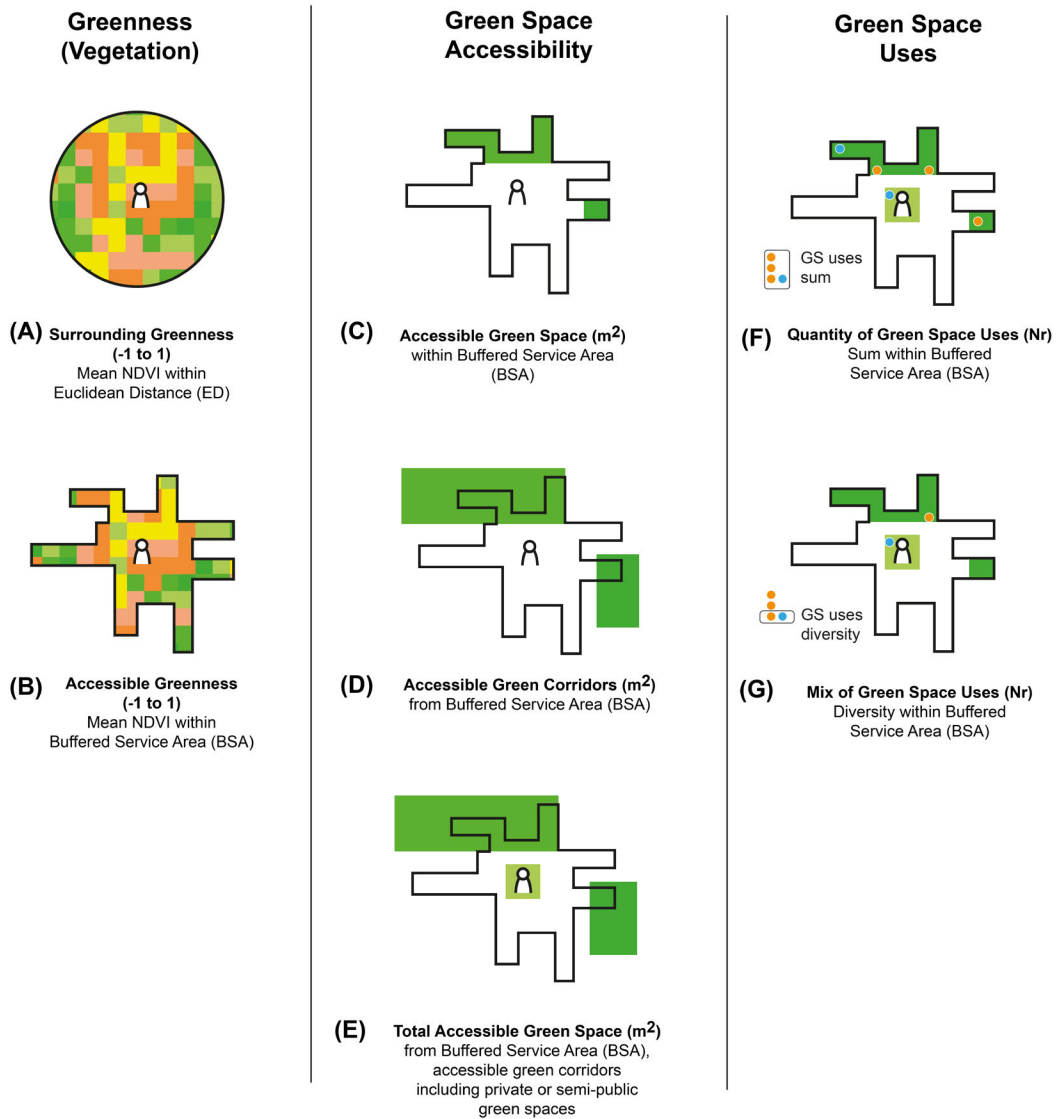 Greenness
(Vegetation)
(A)
Surrounding Greenness
(-1 to 1)
Mean NDVI within
Euclidean Distance (ED)
(B)
Accessible Greenness
(-1 to 1)
Mean NDVI within
Buffered Service Area (BSA)
Green Space
Accessibility
(C)
Accessible Green Space (m²)
within Buffered Service Area
(BSA)
(D)
Accessible Green Corridors (m²)
from Buffered Service Area (BSA)
(E)
Total Accessible Green Space (m²)
from Buffered Service Area (BSA),
accessible green corridors
including private or semi-public
green spaces
Green Space
Uses
GS uses
sum
(F)
Quantity of Green Space Uses (Nr)
Sum within Buffered
Service Area (BSA)
GS uses
diversity
(G)
Mix of Green Space Uses (Nr)
Diversity within Buffered
Service Area (BSA)